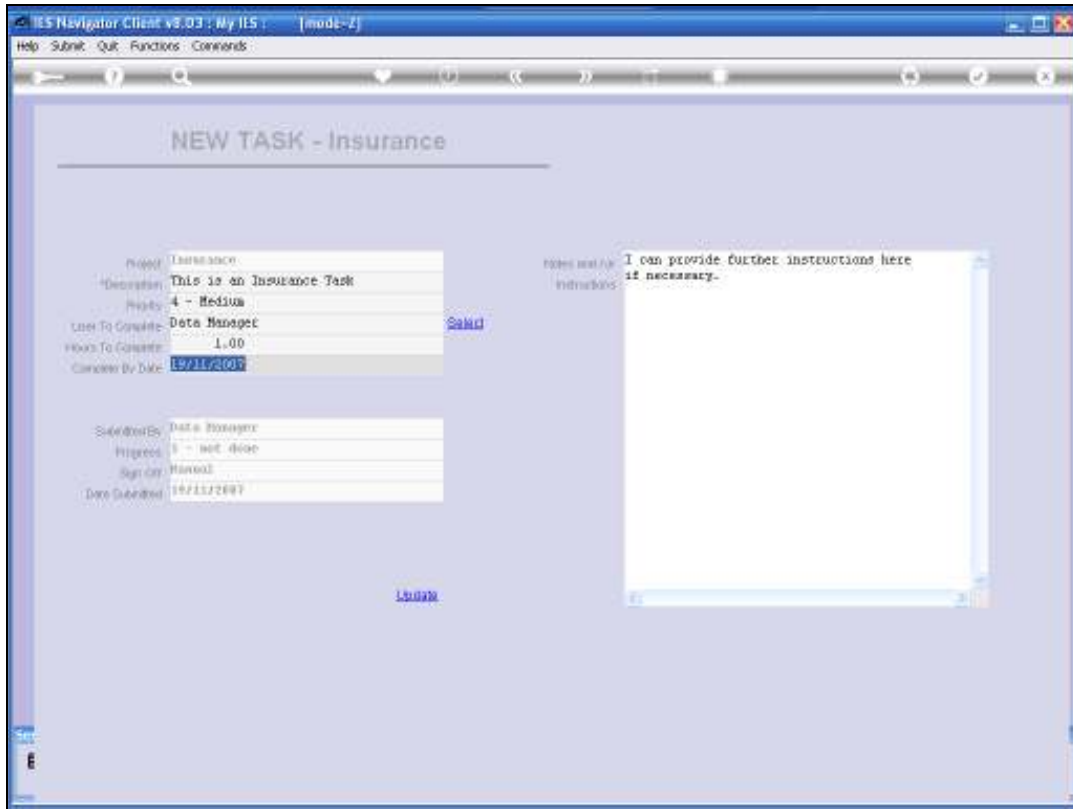 IES Navigator Client v8.03 : My IES : [mode-Z]
Help Submit Quit Functions Commands
NEW TASK - Insurance
Project Insurance
*Description This is an Insurance Task
Priority 4 - Medium
User To Complete Data Manager Select
Hours To Complete 1.00
Complete By Date 19/11/2007
Submitted By Data Manager
Progress 1 - not done
Sign Off Manual
Date Submitted 19/11/2007
Update
Notes and / or Instructions
I can provide further instructions here
if necessary.